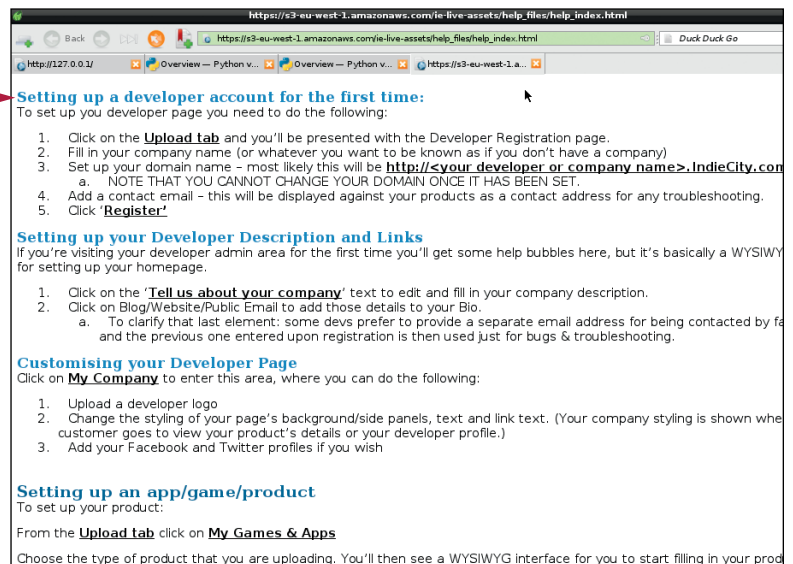 https://s3-eu-west-1.amazonaws.com/ie-live-assets/help_files/help_index.html
Back https://s3-eu-west-1.amazonaws.com/ie-live-assets/help_files/help_index.html Duck Duck Go
http://127.0.0.1/ Overview — Python v... Overview — Python v... https://s3-eu-west-1.a...
Setting up a developer account for the first time:
To set up you developer page you need to do the following:
1. Click on the Upload tab and you'll be presented with the Developer Registration page.
2. Fill in your company name (or whatever you want to be known as if you don't have a company)
3. Set up your domain name – most likely this will be http://<your developer or company name>.IndieCity.com
a. NOTE THAT YOU CANNOT CHANGE YOUR DOMAIN ONCE IT HAS BEEN SET.
4. Add a contact email – this will be displayed against your products as a contact address for any troubleshooting.
5. Click 'Register'
Setting up your Developer Description and Links
If you're visiting your developer admin area for the first time you'll get some help bubbles here, but it's basically a WYSIWY
for setting up your homepage.
1. Click on the 'Tell us about your company' text to edit and fill in your company description.
2. Click on Blog/Website/Public Email to add those details to your Bio.
a. To clarify that last element: some devs prefer to provide a separate email address for being contacted by fa
and the previous one entered upon registration is then used just for bugs & troubleshooting.
Customising your Developer Page
Click on My Company to enter this area, where you can do the following:
1. Upload a developer logo
2. Change the styling of your page's background/side panels, text and link text. (Your company styling is shown whe
customer goes to view your product's details or your developer profile.)
3. Add your Facebook and Twitter profiles if you wish
Setting up an app/game/product
To set up your product:
From the Upload tab click on My Games & Apps
Choose the type of product that you are uploading. You'll then see a WYSIWYG interface for you to start filling in your prod